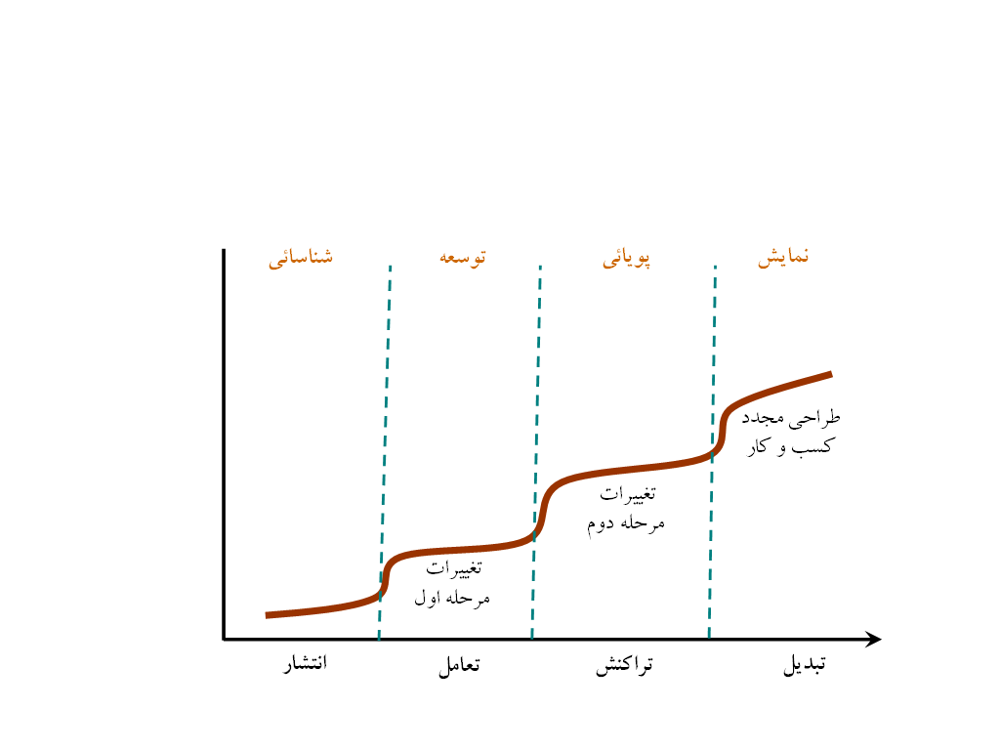 شناسائی
توسعه
پویائی
نمایش
طراحی مجدد
کسب و کار
تغییرات
مرحله دوم
تغییرات
مرحله اول
انتشار
تعامل
تراکنش
تبدیل